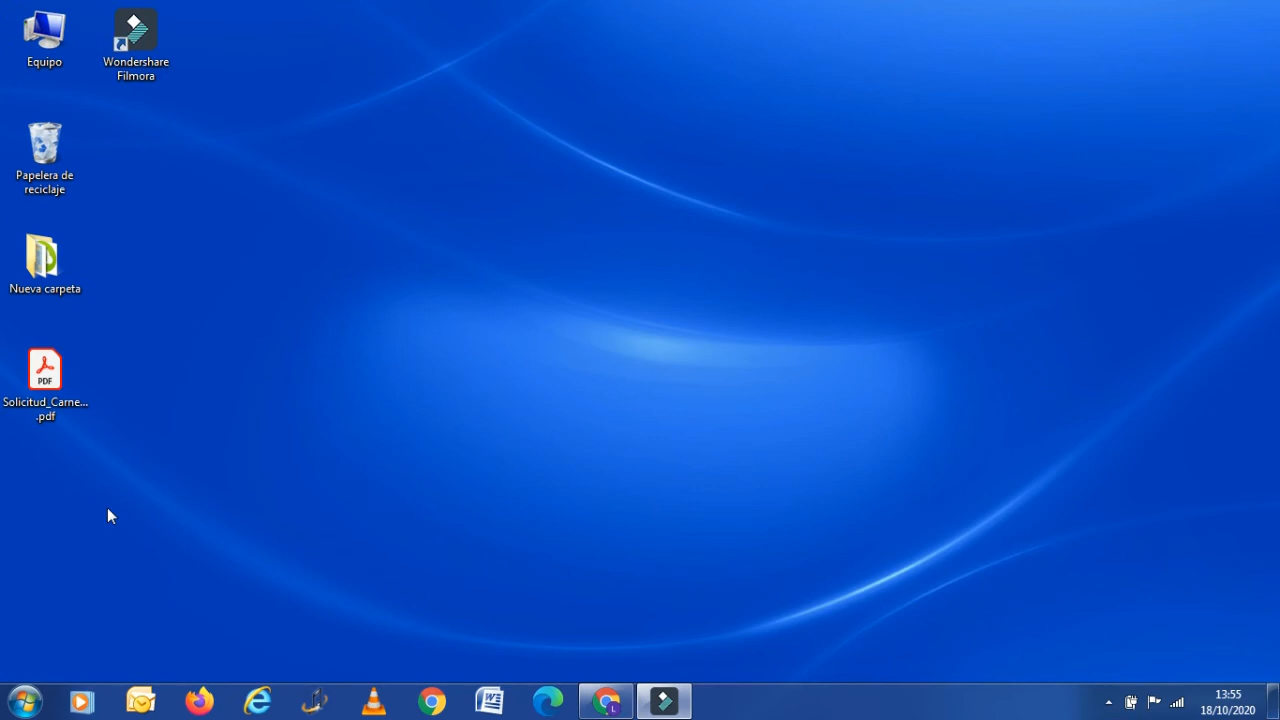 Equipo
Wondershare
Filmora
Papelera de
reciclaje
Nueva carpeta
PDF
Solicitud_Carne...
.pdf
L
13:55
18/10/2020